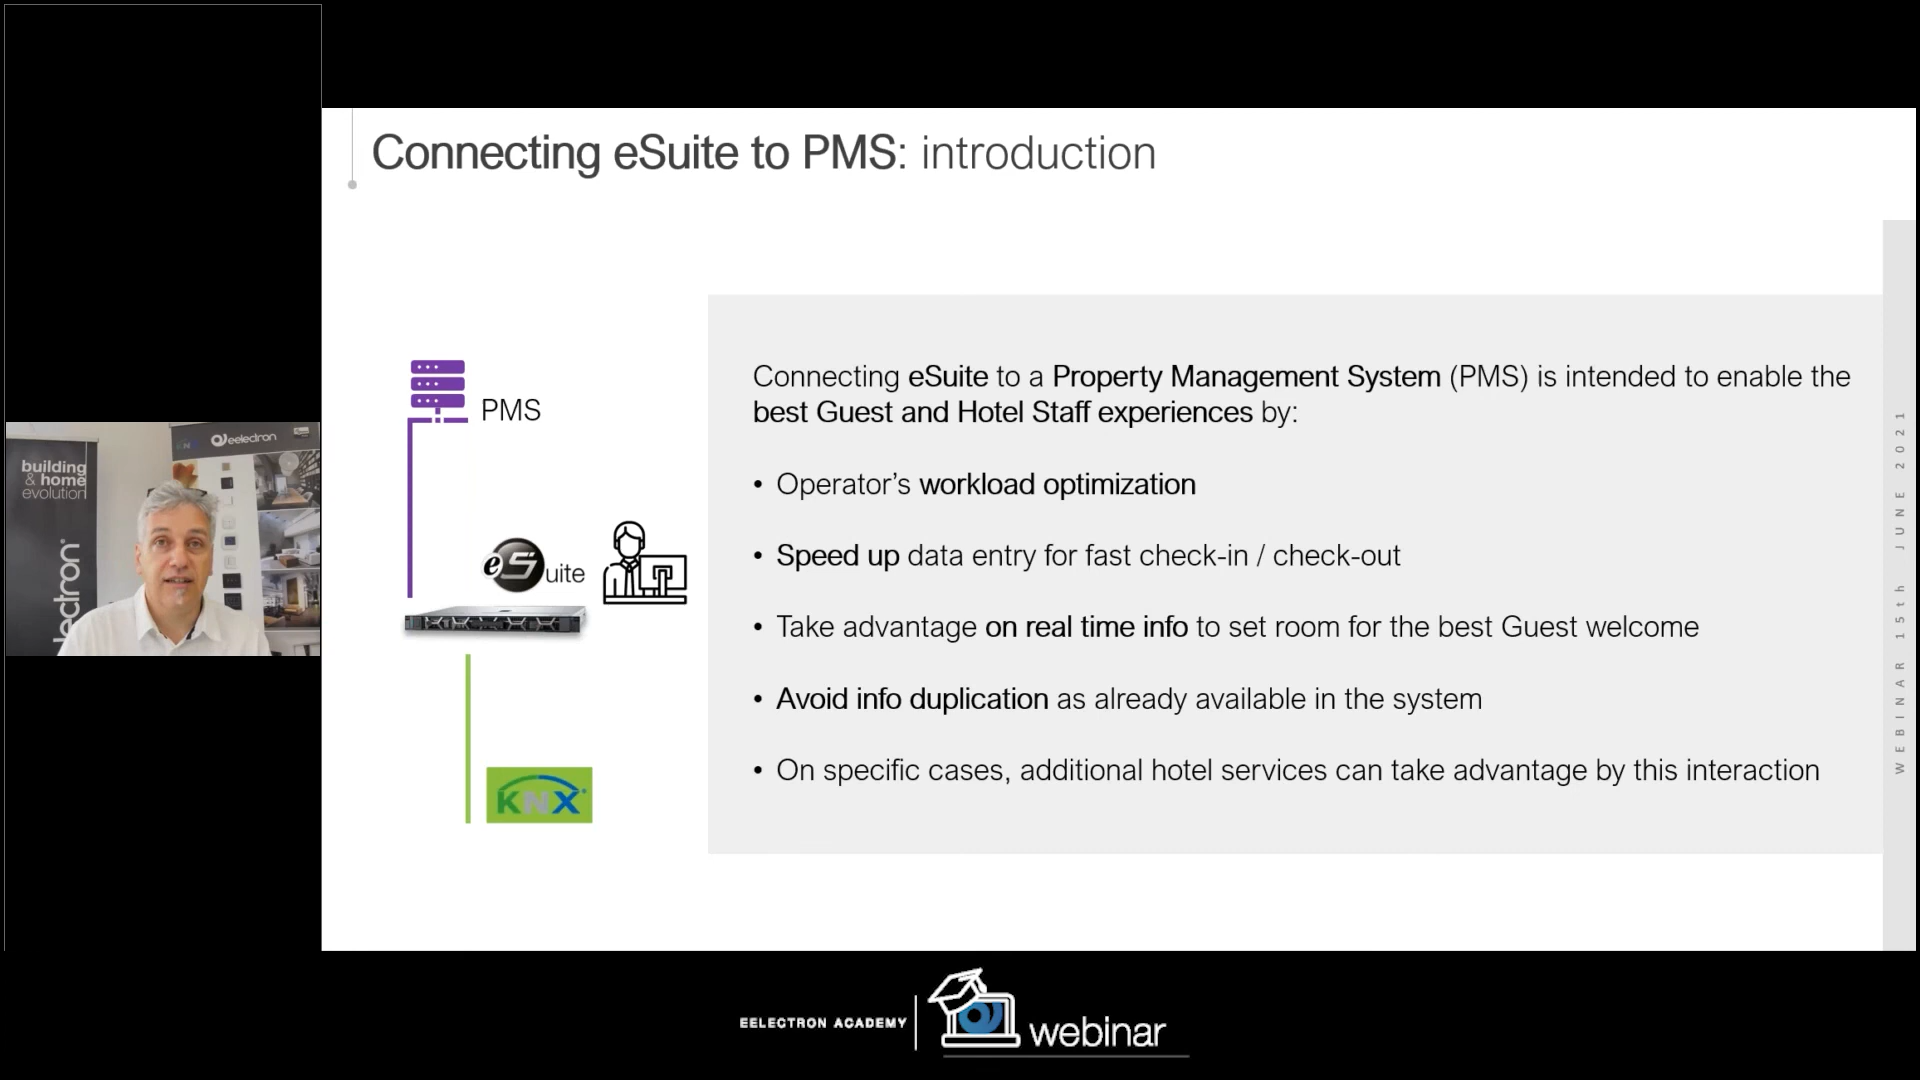 Connecting eSuite to PMS: introduction
PMS
eSuite
KNX
Connecting eSuite to a Property Management System (PMS) is intended to enable the
best Guest and Hotel Staff experiences by:
• Operator’s workload optimization
• Speed up data entry for fast check-in / check-out
• Take advantage on real time info to set room for the best Guest welcome
• Avoid info duplication as already available in the system
• On specific cases, additional hotel services can take advantage by this interaction
WEBINAR 15th JUNE 2021
building
& home
evolution
lectron
eelectron
EELECTRON ACADEMY
webinar